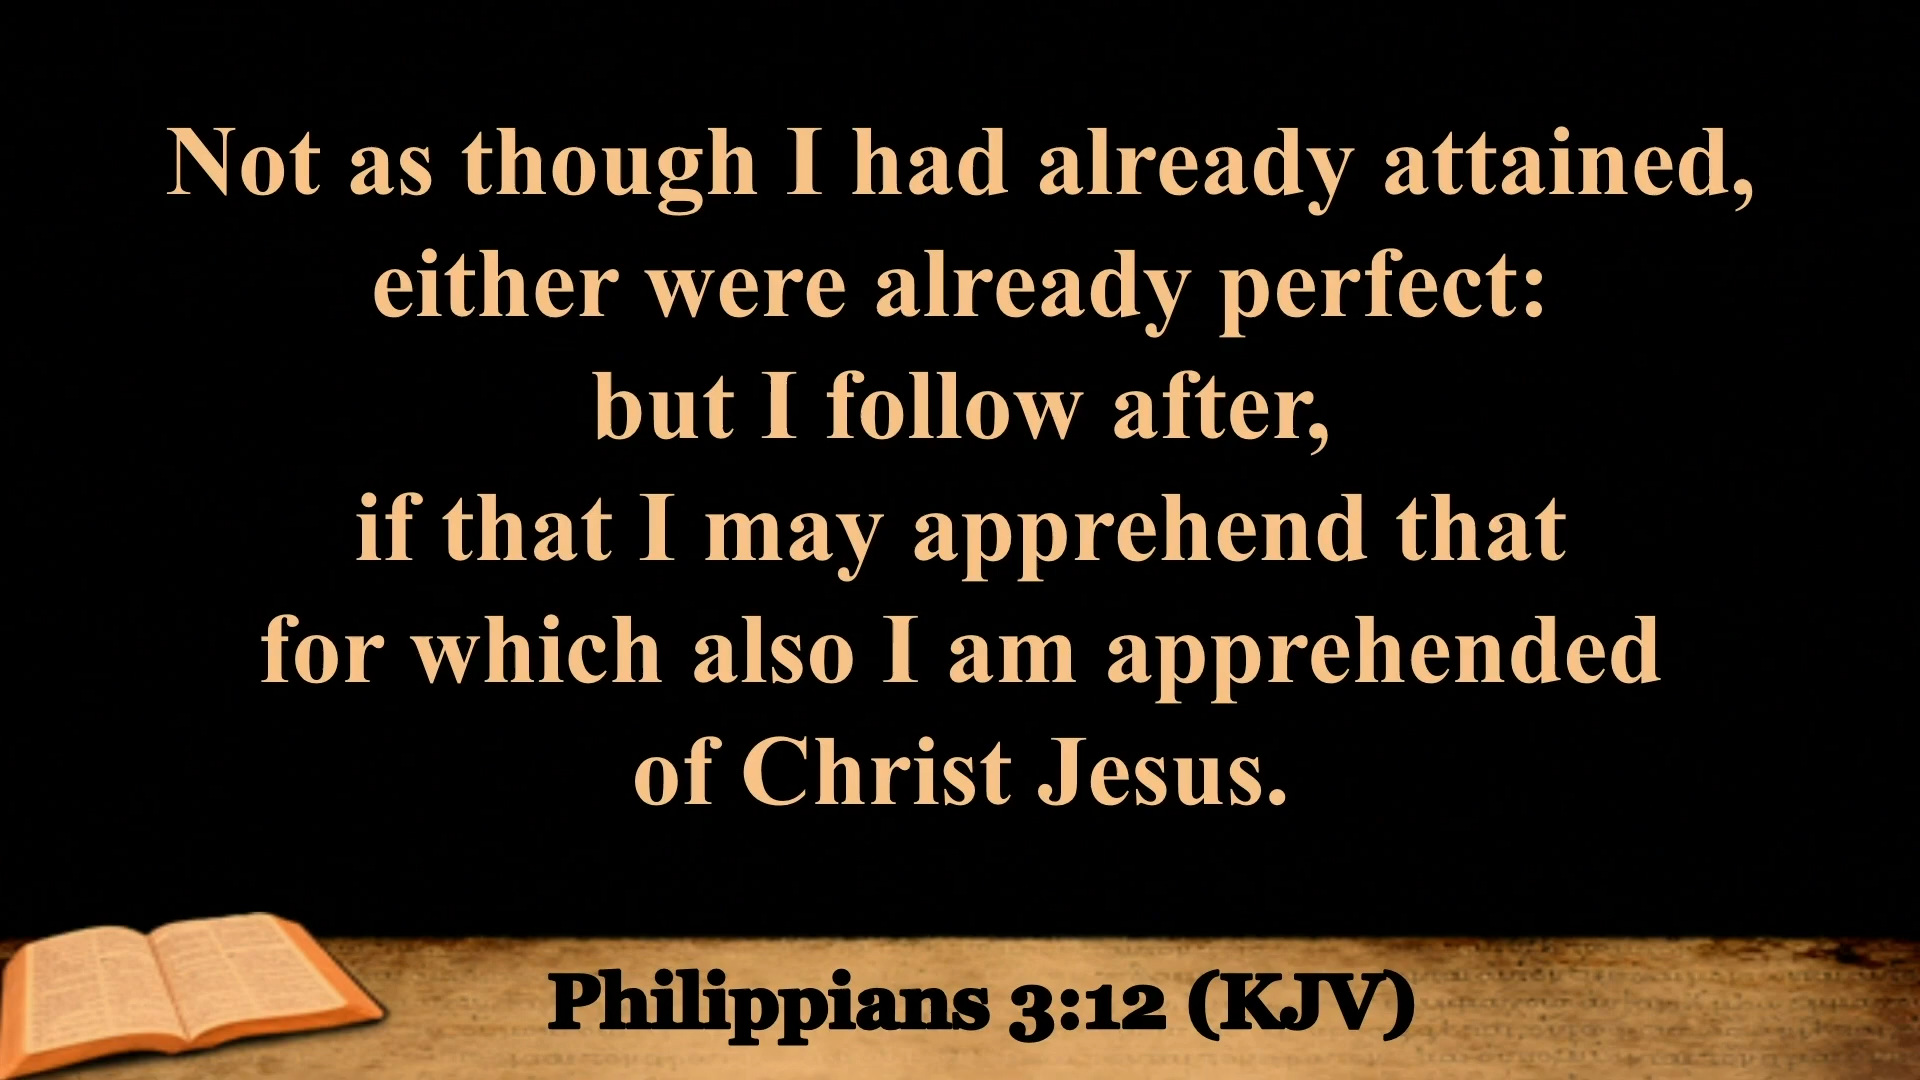 Not as though I had already attained,
either were already perfect:
but I follow after,
if that I may apprehend that
for which also I am apprehended
of Christ Jesus.
Philippians 3:12 (KJV)